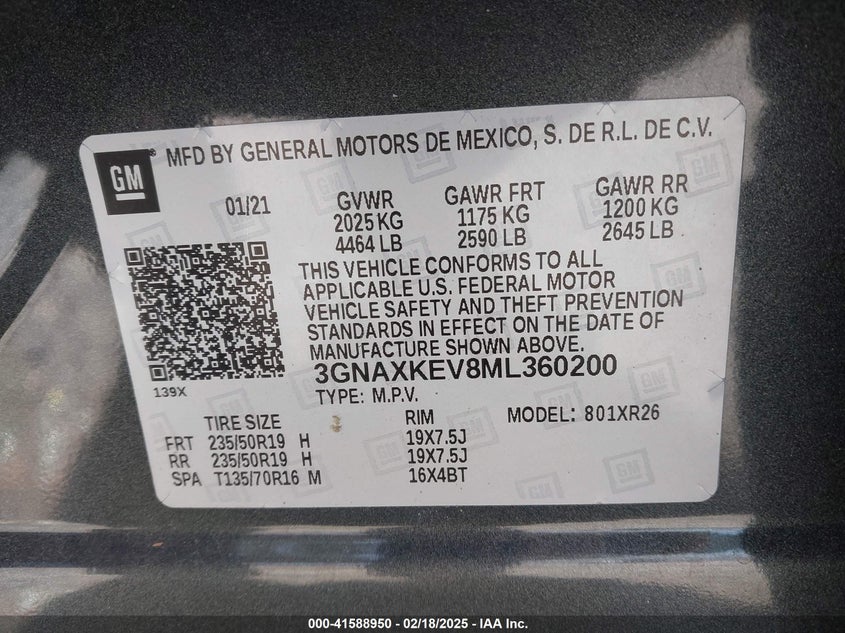 GM
MFD BY GENERAL MOTORS DE MEXICO, S. DE R.L. DE C.V.
01/21
GVWR
2025 KG
4464 LB
GAWR FRT
1175 KG
2590 LB
GAWR RR
1200 KG
2645 LB
THIS VEHICLE CONFORMS TO ALL
APPLICABLE U.S. FEDERAL MOTOR
VEHICLE SAFETY AND THEFT PREVENTION
STANDARDS IN EFFECT ON THE DATE OF
MANUFACTURE SHOWN ABOVE.
139X
3GNAXKEV8ML360200
TYPE: M.P.V.
MODEL: 801XR26
TIRE SIZE RIM
FRT 235/50R19 H 19X7.5J
RR 235/50R19 H 19X7.5J
SPA T135/70R16 M 16X4BT
000-41588950 - 02/18/2025 - IAA Inc.